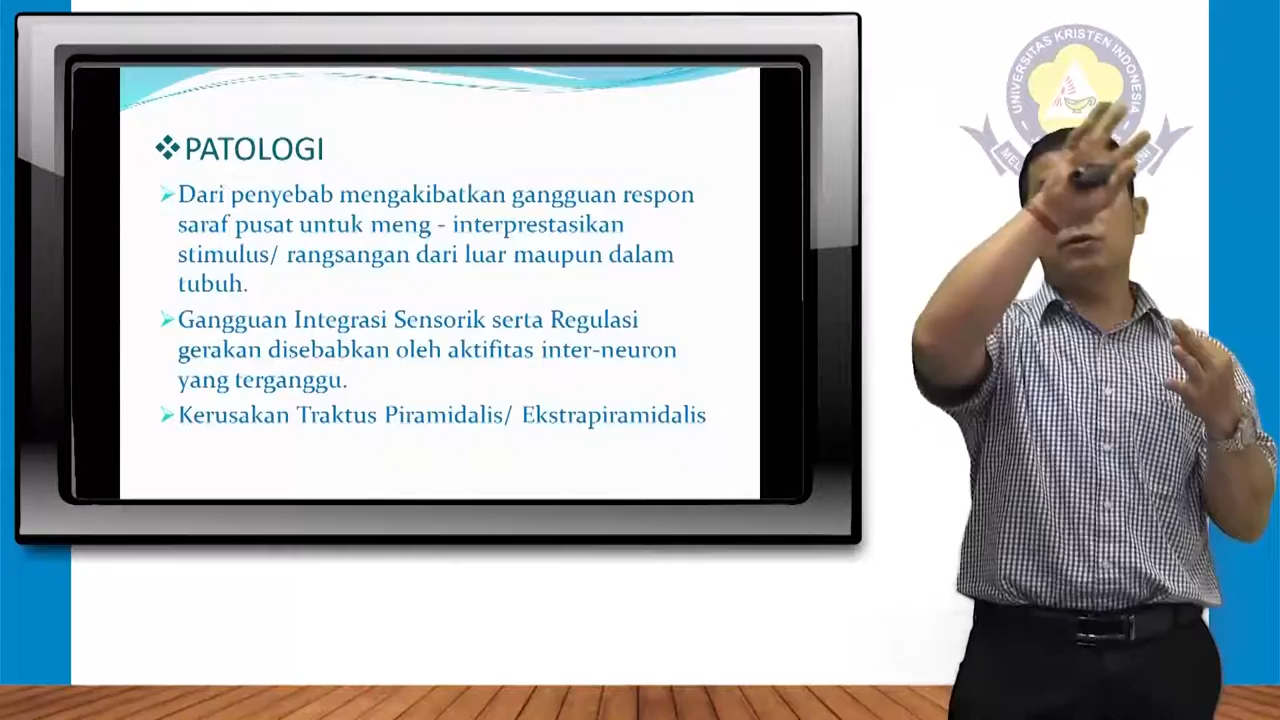 UNIVERSITAS KRISTEN INDONESIA
❖PATOLOGI
➢Dari penyebab mengakibatkan gangguan respon
saraf pusat untuk meng - interprestasikan
stimulus/ rangsangan dari luar maupun dalam
tubuh.
➢Gangguan Integrasi Sensorik serta Regulasi
gerakan disebabkan oleh aktifitas inter-neuron
yang terganggu.
➢Kerusakan Traktus Piramidalis/ Ekstrapiramidalis